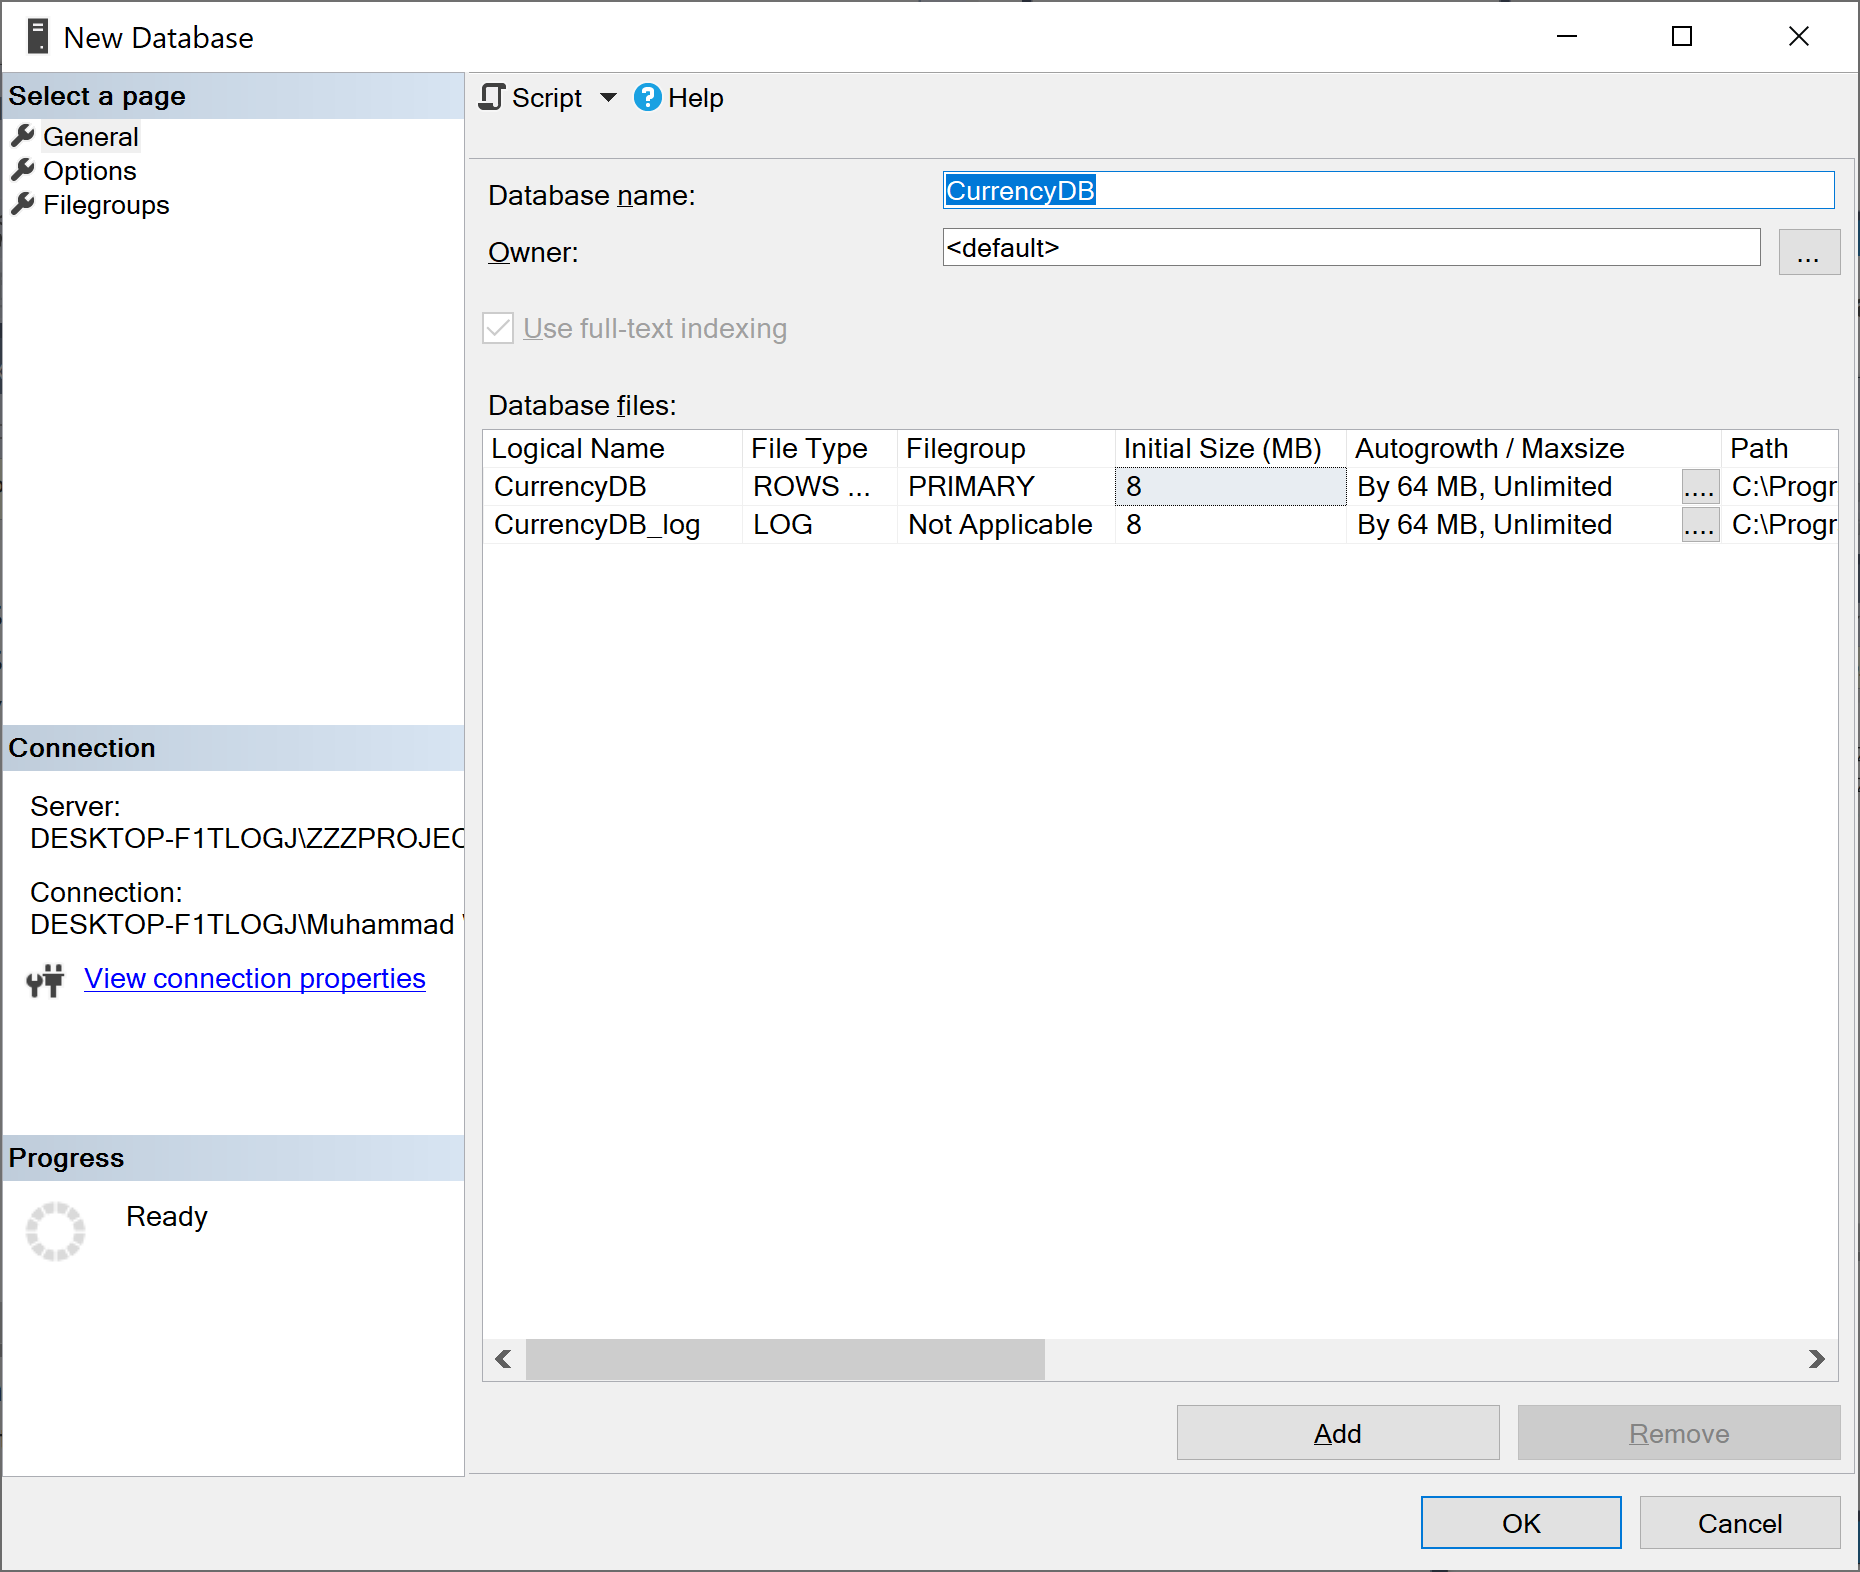 New Database
Select a page
General
Options
Filegroups
Script
Help
Database name:
CurrencyDB
Owner:
<default>
...
Use full-text indexing
Database files:
Logical Name File Type Filegroup Initial Size (MB) Autogrowth / Maxsize Path
CurrencyDB ROWS ... PRIMARY 8 By 64 MB, Unlimited .... C:\Progr
CurrencyDB_log LOG Not Applicable 8 By 64 MB, Unlimited .... C:\Progr
Connection
Server:
DESKTOP-F1TLOGJ\ZZZPROJEC
Connection:
DESKTOP-F1TLOGJ\Muhammad
View connection properties
Progress
Ready
Add Remove
OK Cancel